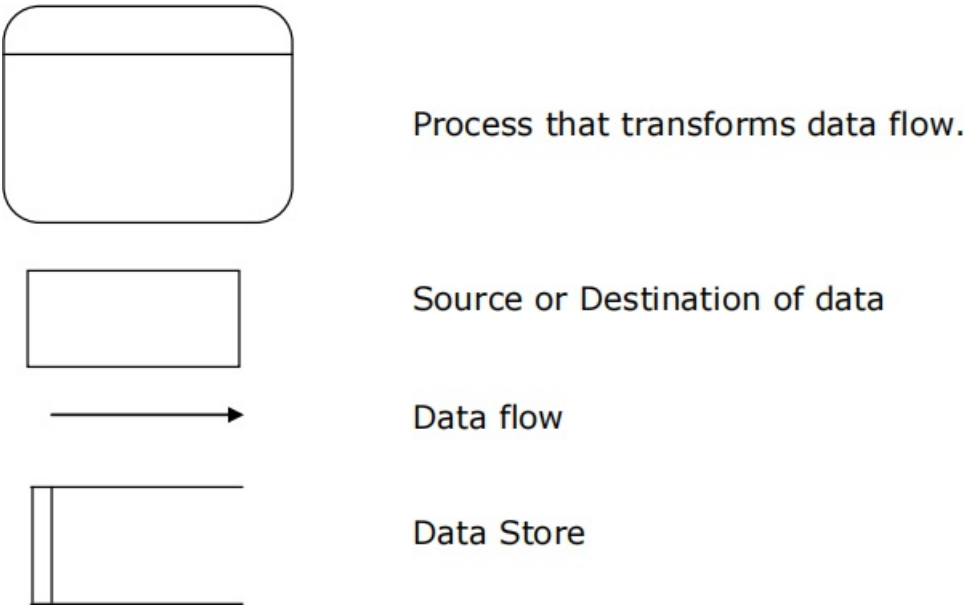 Process that transforms data flow.
Source or Destination of data
Data flow
Data Store